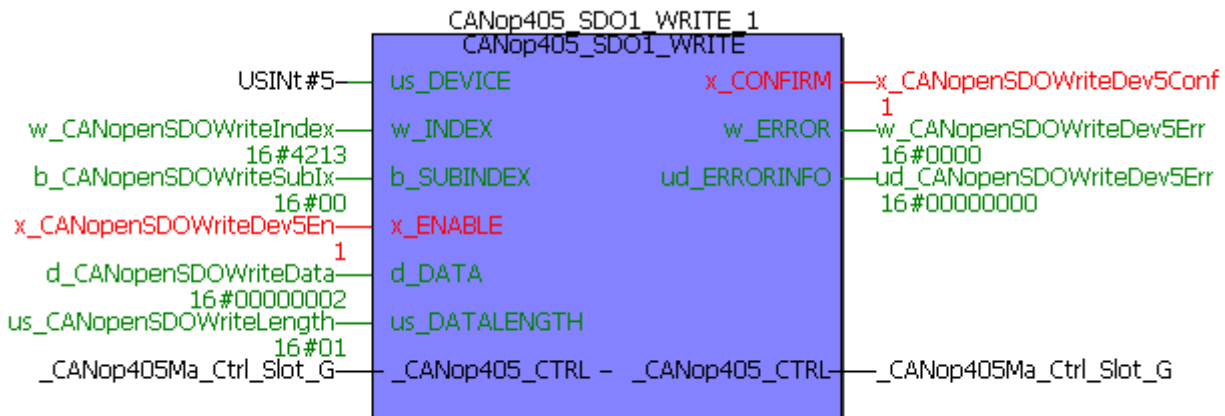 CANop405_SDO1_WRITE_1
CANop405_SDO1_WRITE
USINt#5 us_DEVICE x_CONFIRM x_CANopenSDOWriteDev5Conf
1
w_CANopenSDOWriteIndex w_INDEX w_ERROR w_CANopenSDOWriteDev5Err
16#4213 16#0000
b_CANopenSDOWriteSubIx b_SUBINDEX ud_ERRORINFO ud_CANopenSDOWriteDev5Err
16#00 16#00000000
x_CANopenSDOWriteDev5En x_ENABLE
1
d_CANopenSDOWriteData d_DATA
16#00000002
us_CANopenSDOWriteLength us_DATALENGTH
16#01
_CANop405Ma_Ctrl_Slot_G _CANop405_CTRL – _CANop405_CTRL _CANop405Ma_Ctrl_Slot_G